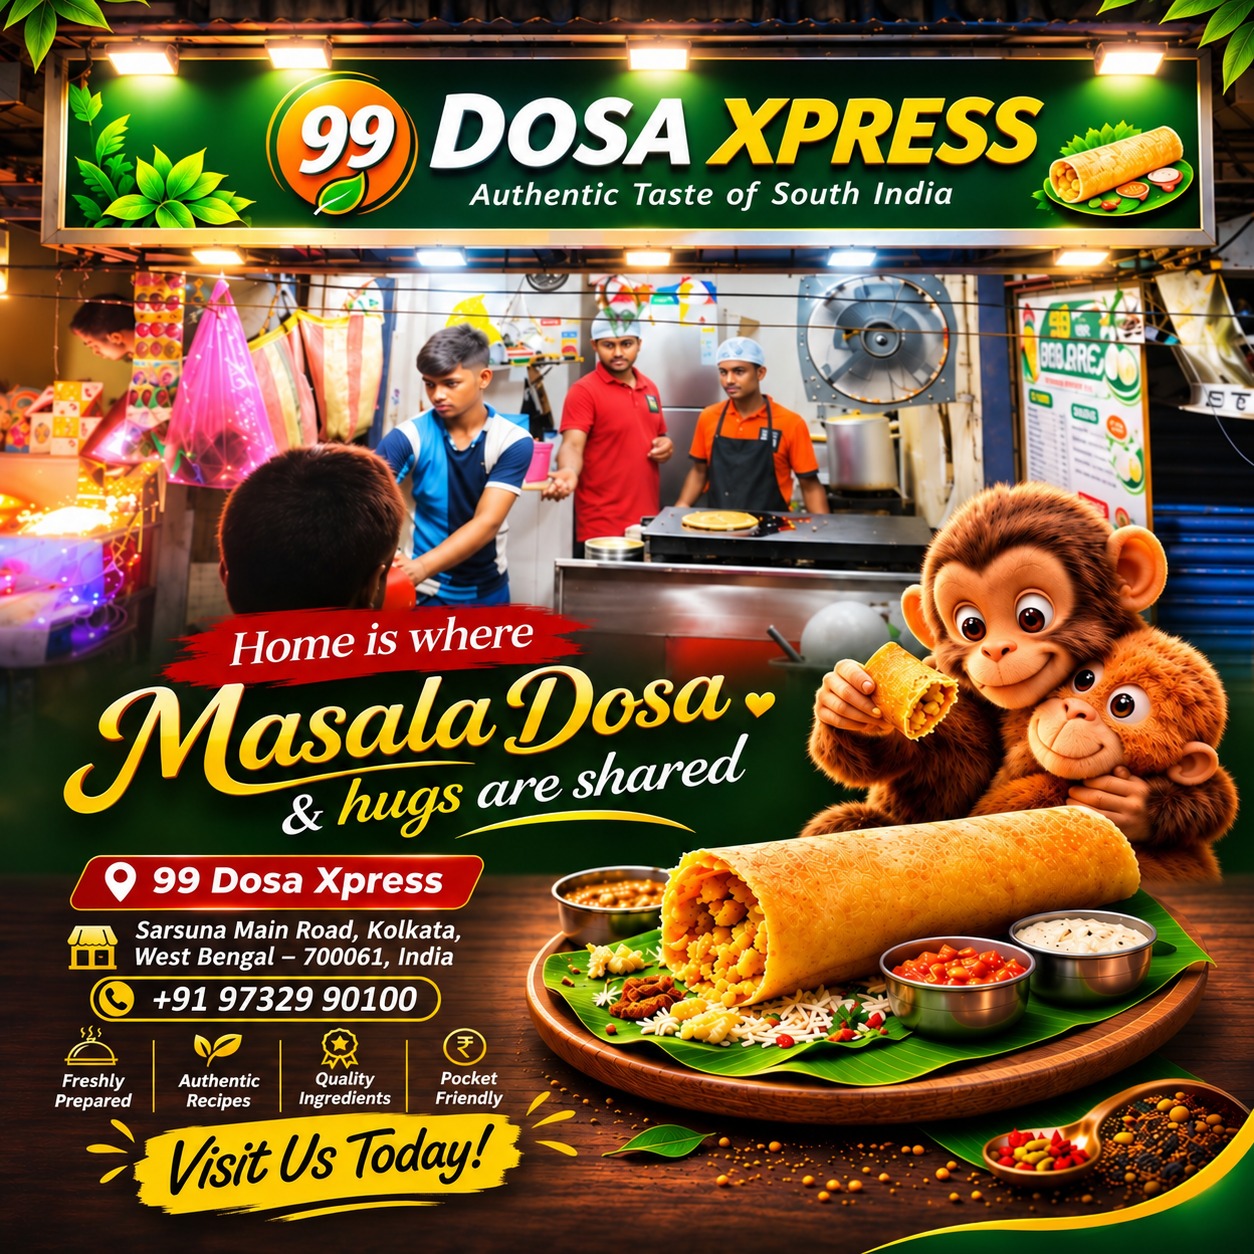 99 DOSA XPRESS
Authentic Taste of South India
Home is where
Masala Dosa
& hugs are shared
99 Dosa Xpress
Sarsuna Main Road, Kolkata,
West Bengal – 700061, India
+91 97329 90100
Freshly
Prepared
Authentic
Recipes
Quality
Ingredients
Pocket
Friendly
Visit Us Today!